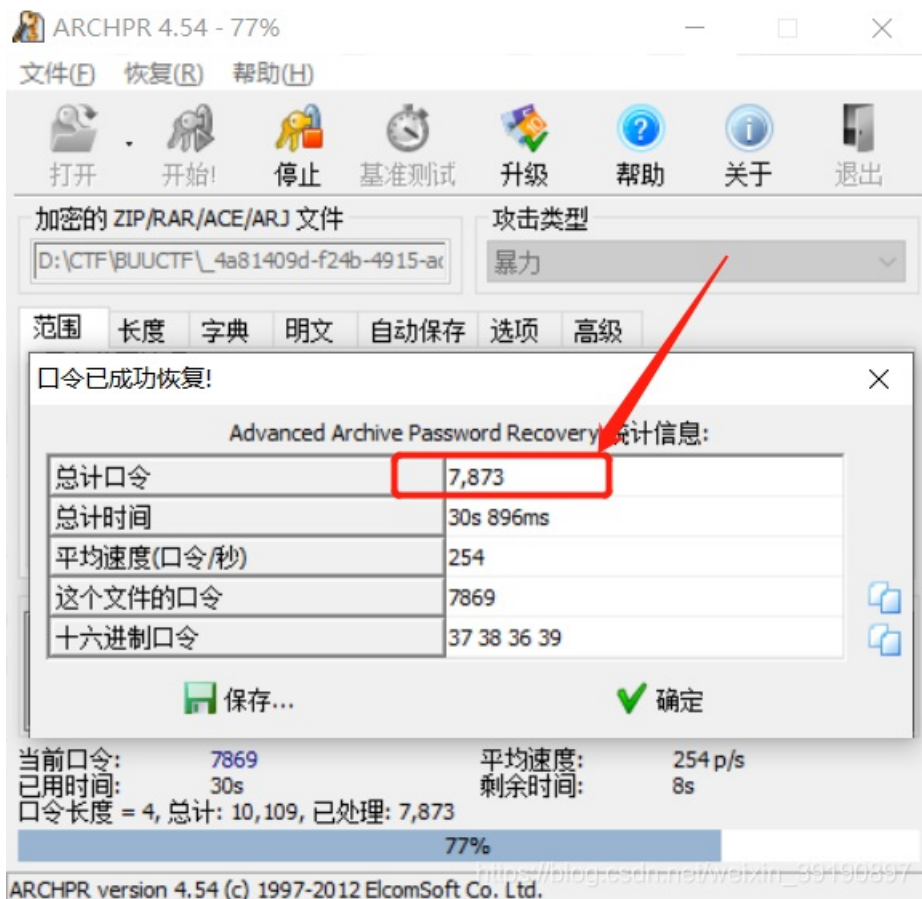 ARCHPR 4.54 - 77%
文件(F) 恢复(R) 帮助(H)
打开 开始! 停止 基准测试 升级 帮助 关于 退出
加密的 ZIP/RAR/ACE/ARJ 文件 攻击类型
D:\CTF\BUUCTF\_4a81409d-f24b-4915-ac 暴力
范围 长度 字典 明文 自动保存 选项 高级
口令已成功恢复!
Advanced Archive Password Recovery 统计信息:
总计口令 7,873
总计时间 30s 896ms
平均速度(口令/秒) 254
这个文件的口令 7869
十六进制口令 37 38 36 39
保存... 确定
当前口令: 7869 平均速度: 254 p/s
已用时间: 30s 剩余时间: 8s
口令长度 = 4, 总计: 10,109, 已处理: 7,873
77%
https://blog.csdn.net/weixin_39190897
ARCHPR version 4.54 (c) 1997-2012 ElcomSoft Co. Ltd.